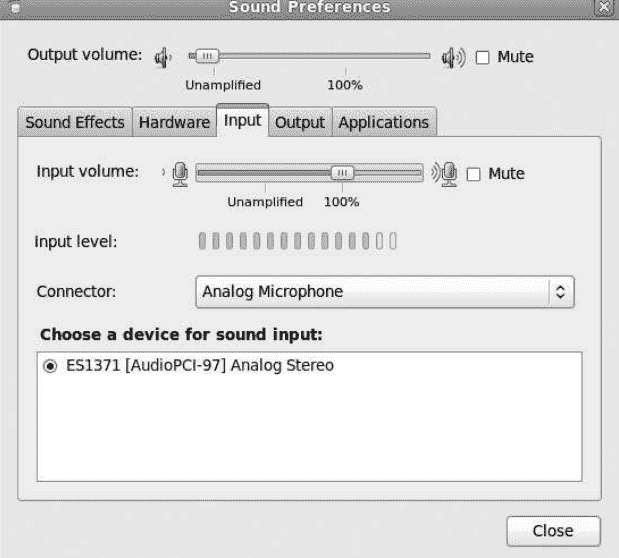 Sound Preferences
Output volume: Mute
Unamplified 100%
Sound Effects Hardware Input Output Applications
Input volume: Mute
Unamplified 100%
Input level:
Connector: Analog Microphone
Choose a device for sound input:
ES1371 [AudioPCI-97] Analog Stereo
Close